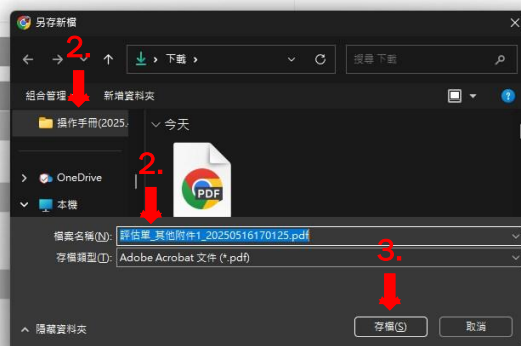 另存新檔
2.
下載
搜尋 下載
組合管理
新增資料夾
操作手冊(2025.
今天
OneDrive
本機
PDF
2.
檔案名稱(N):
評估單_其他附件1_20250516170125.pdf
存檔類型(T):
Adobe Acrobat 文件 (*.pdf)
3.
隱藏資料夾
存檔(S)
取消